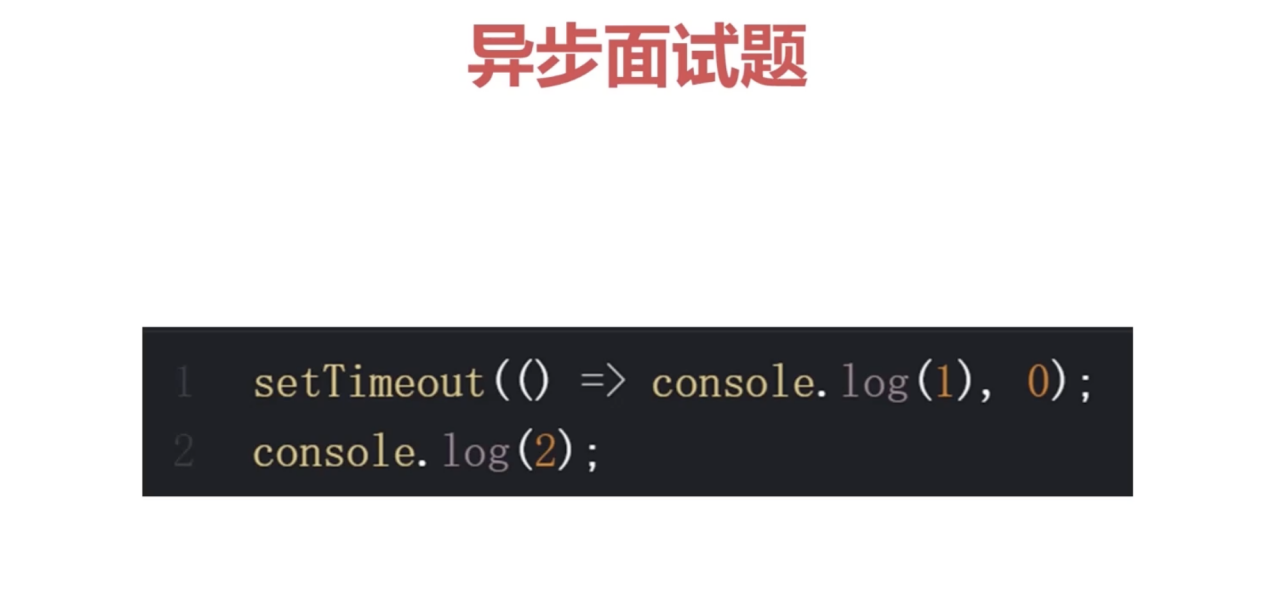 异步面试题
1 setTimeout(() => console.log(1), 0);
2 console.log(2);